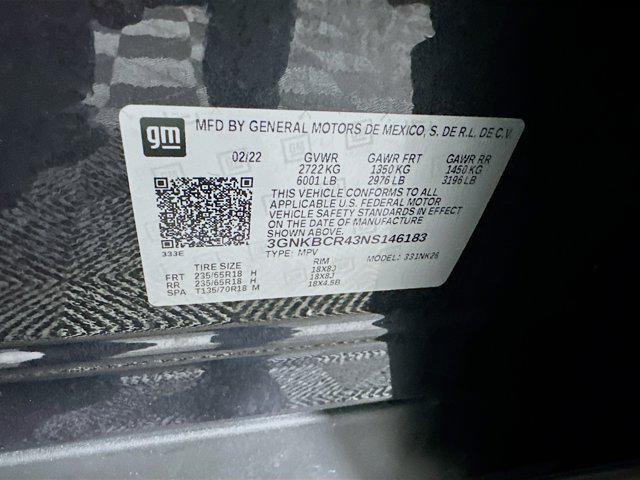 gm
MFD BY GENERAL MOTORS DE MEXICO, S. DE R.L. DE C.V.
02/22 GVWR GAWR FRT GAWR RR
2722 KG 1350 KG 1450 KG
6001 LB 2976 LB 3196 LB
THIS VEHICLE CONFORMS TO ALL
APPLICABLE U.S. FEDERAL MOTOR
VEHICLE SAFETY STANDARDS IN EFFECT
ON THE DATE OF MANUFACTURE
SHOWN ABOVE.
3GNKBCR43NS146183
333E
TYPE: MPV MODEL: 331NK26
TIRE SIZE RIM
FRT 235/65R18 H 18X8J
RR 235/65R18 H 18X8J
SPA T135/70R18 M 18X4.5B